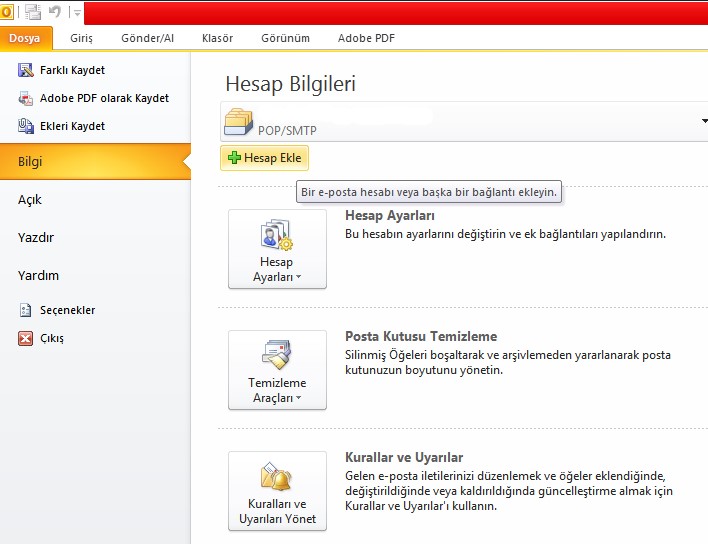 Dosya Giriş Gönder/Al Klasör Görünüm Adobe PDF
Farklı Kaydet
Adobe PDF olarak Kaydet
Ekleri Kaydet
Bilgi
Açık
Yazdır
Yardım
Seçenekler
Çıkış
Hesap Bilgileri
POP/SMTP
Hesap Ekle
Bir e-posta hesabı veya başka bir bağlantı ekleyin.
Hesap
Ayarları
Hesap Ayarları
Bu hesabın ayarlarını değiştirin ve ek bağlantıları yapılandırın.
Temizleme
Araçları
Posta Kutusu Temizleme
Silinmiş Öğeleri boşaltarak ve arşivlemeden yararlanarak posta
kutunuzun boyutunu yönetin.
Kuralları ve
Uyarıları Yönet
Kurallar ve Uyarılar
Gelen e-posta iletilerinizi düzenlemek ve öğeler eklendiğinde,
değiştirildiğinde veya kaldırıldığında güncelleştirme almak için
Kurallar ve Uyarılar'ı kullanın.